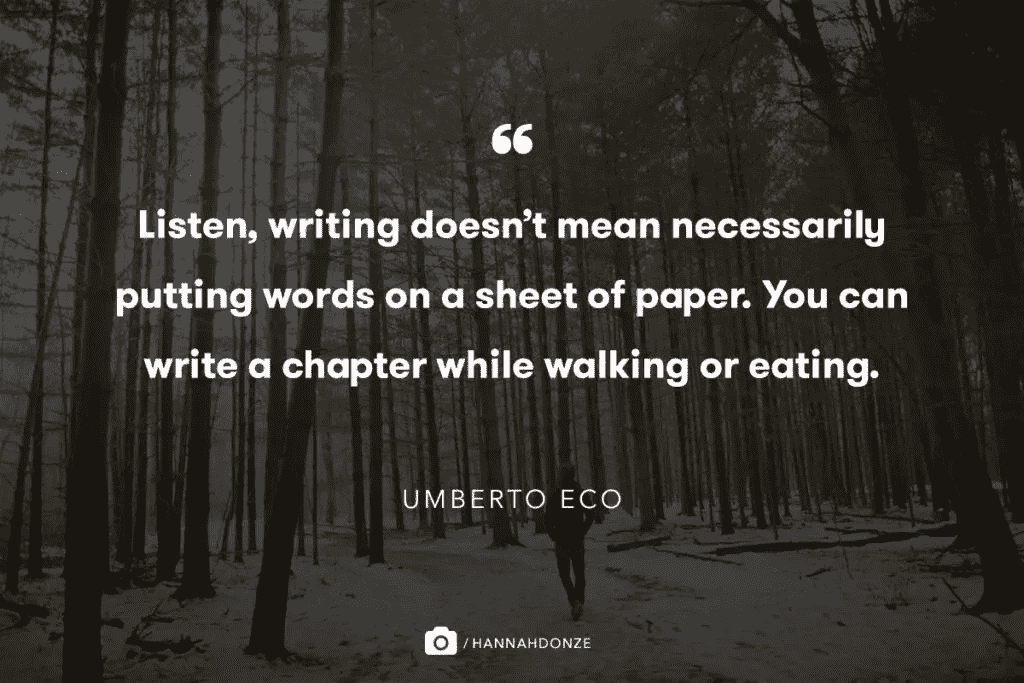 “
Listen, writing doesn’t mean necessarily
putting words on a sheet of paper. You can
write a chapter while walking or eating.
UMBERTO ECO
/HANNAHDONZE